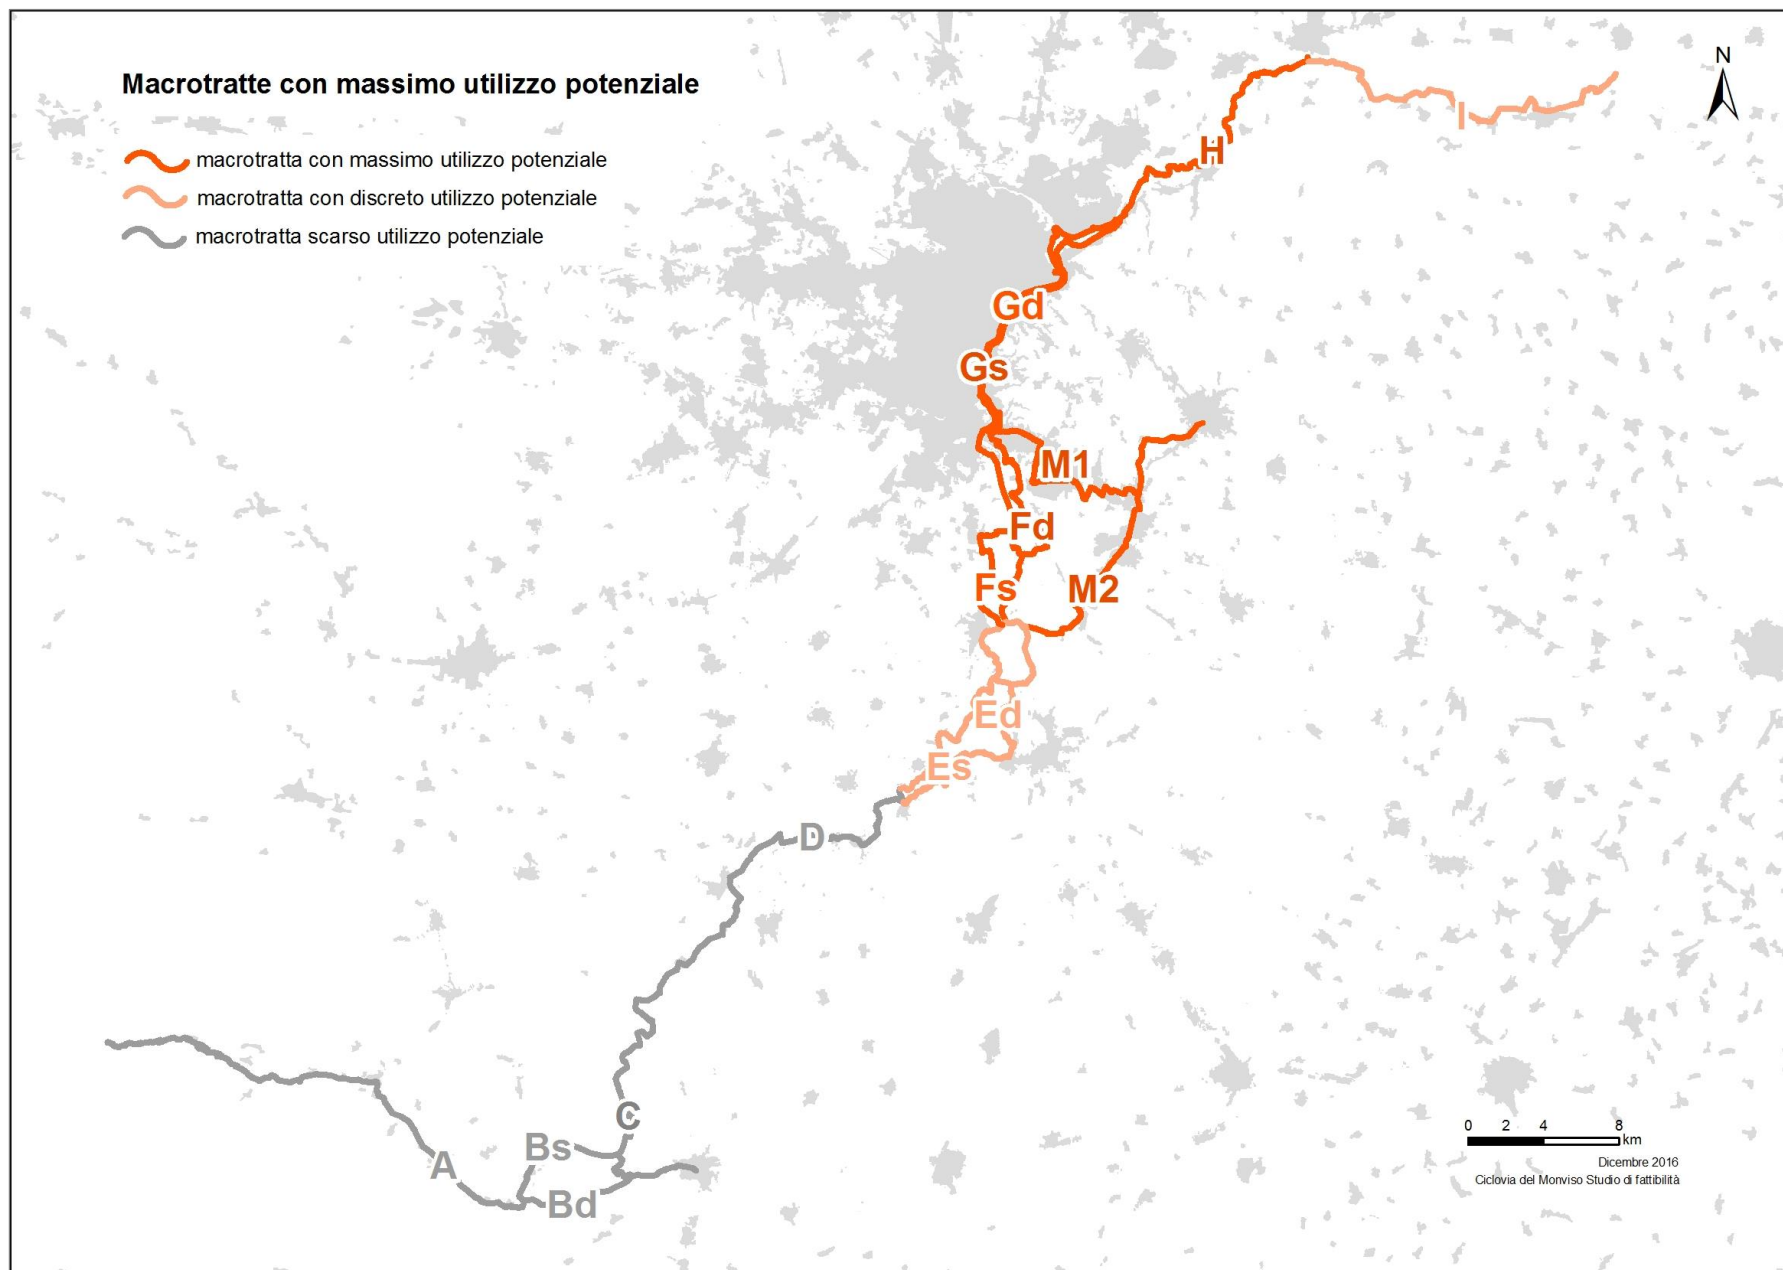 Macrotratte con massimo utilizzo potenziale
macrotratta con massimo utilizzo potenziale
macrotratta con discreto utilizzo potenziale
macrotratta scarso utilizzo potenziale
N
I
H
Gd
Gs
M1
Fd
Fs
M2
Ed
Es
D
C
Bs
A
Bd
0 2 4 8
km
Dicembre 2016
Ciclovia del Monviso Studio di fattibilità